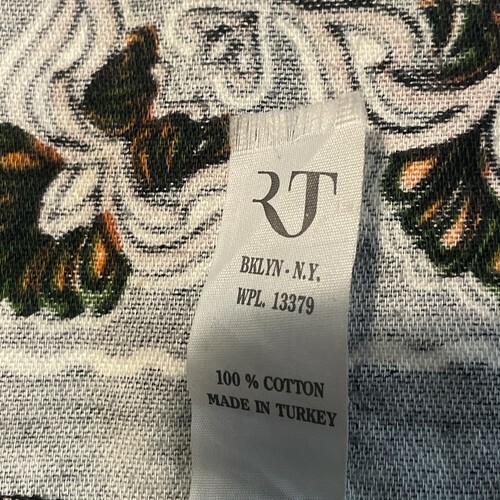 RT
BKLYN - N.Y.
WPL. 13379
100 % COTTON
MADE IN TURKEY